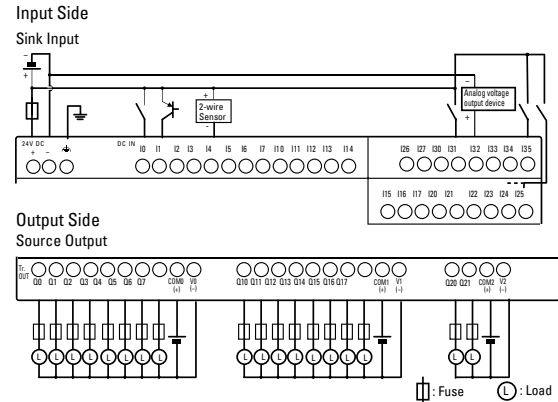 Input Side
Sink Input
−
+
+
2-wire
Sensor
-
−
Analog voltage
output device
+
24V DC
+ −
DC IN I0 I1 I2 I3 I4 I5 I6 I7 I10 I11 I12 I13 I14
I26 I27 I30 I31 I32 I33 I34 I35
I15 I16 I17 I20 I21 I22 I23 I24 I25
Output Side
Source Output
Tr.
OUT
Q0 Q1 Q2 Q3 Q4 Q5 Q6 Q7 COM0 (+) V0 (−)
Q10 Q11 Q12 Q13 Q14 Q15 Q16 Q17 COM1 (+) V1 (−)
Q20 Q21 COM2 (+) V2 (−)
L L L L L L L L L L L L L L L L L L
: Fuse L : Load